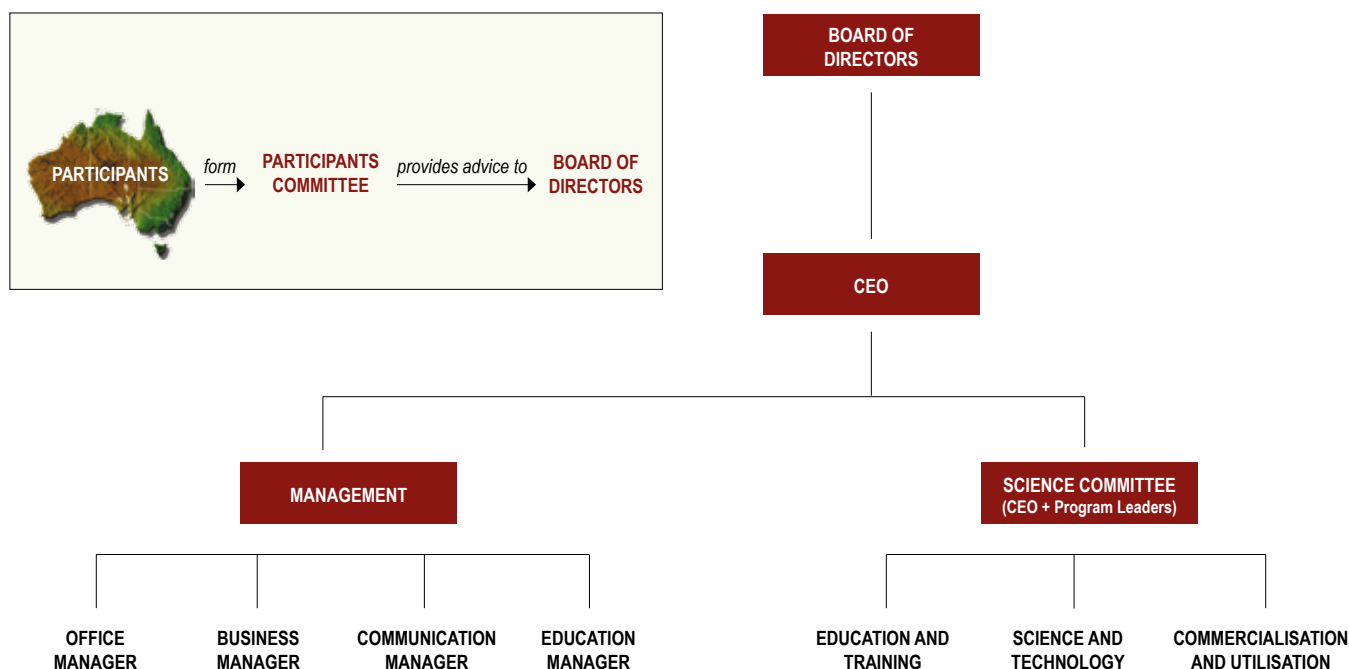 BOARD OF
DIRECTORS
PARTICIPANTS
form
PARTICIPANTS
COMMITTEE
provides advice to
BOARD OF
DIRECTORS
CEO
MANAGEMENT
SCIENCE COMMITTEE
(CEO + Program Leaders)
OFFICE
MANAGER
BUSINESS
MANAGER
COMMUNICATION
MANAGER
EDUCATION
MANAGER
EDUCATION AND
TRAINING
SCIENCE AND
TECHNOLOGY
COMMERCIALISATION
AND UTILISATION